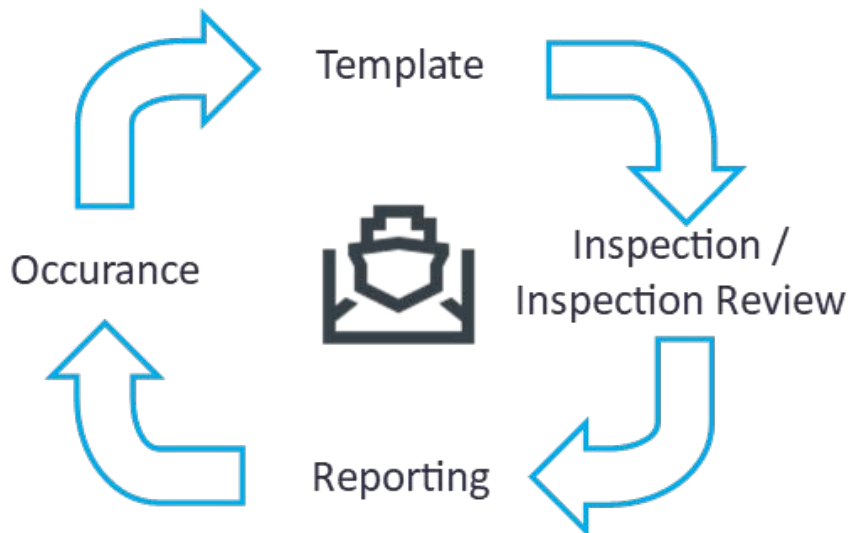 Template
Inspection /
Inspection Review
Reporting
Occurance